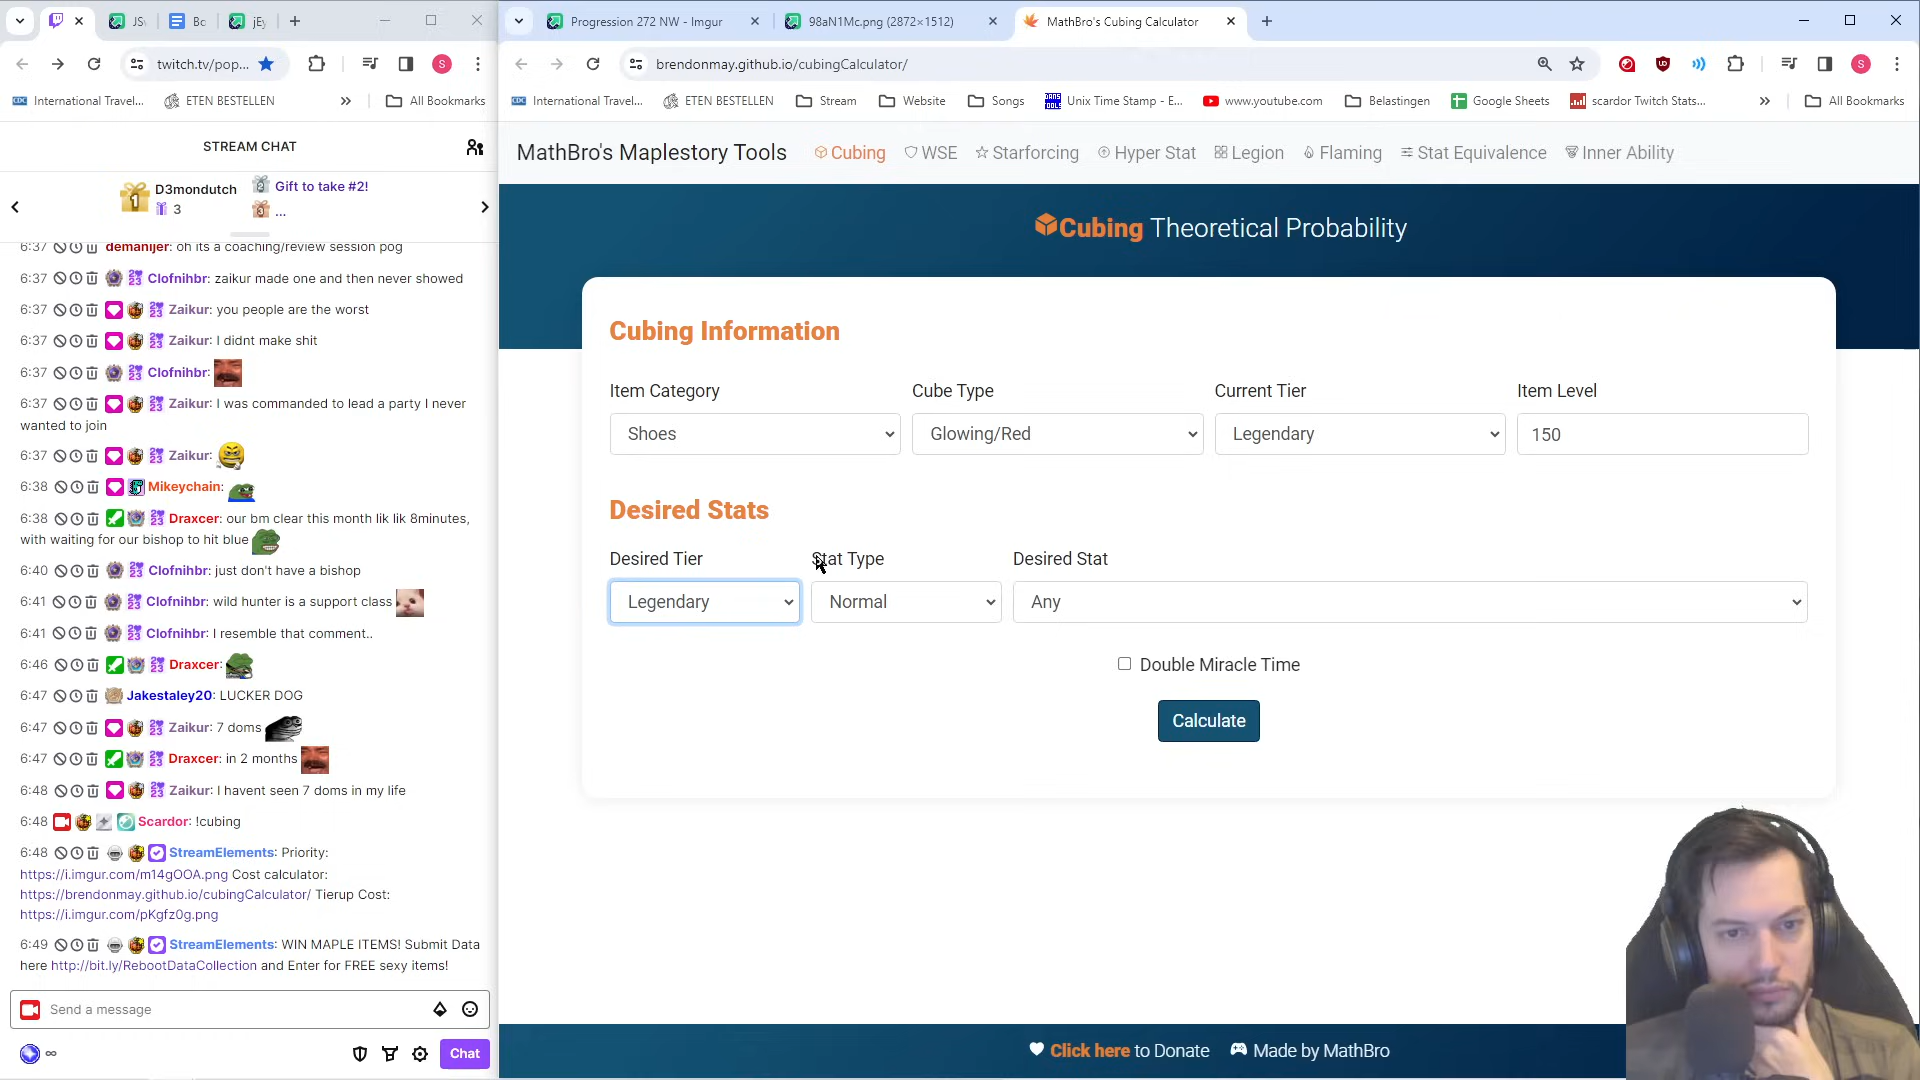 JS
Bc
jEy
Progression 272 NW - Imgur
98aN1Mc.png (2872×1512)
MathBro's Cubing Calculator
twitch.tv/pop...
S
brendonmay.github.io/cubingCalculator/
S
CDC International Travel...
ETEN BESTELLEN
»
All Bookmarks
CDC International Travel...
ETEN BESTELLEN
Stream
Website
Songs
Unix Time Stamp - E...
www.youtube.com
Belastingen
Google Sheets
scardor Twitch Stats...
»
All Bookmarks
STREAM CHAT
1
D3mondutch
3
Gift to take #2!
...
6:37 demanijer: oh its a coaching/review session pog
6:37 Clofnihbr: zaikur made one and then never showed
6:37 Zaikur: you people are the worst
6:37 Zaikur: I didnt make shit
6:37 Clofnihbr:
6:37 Zaikur: I was commanded to lead a party I never
wanted to join
6:37 Zaikur:
6:38 Mikeychain:
6:38 Draxcer: our bm clear this month lik lik 8minutes,
with waiting for our bishop to hit blue
6:40 Clofnihbr: just don't have a bishop
6:41 Clofnihbr: wild hunter is a support class
6:41 Clofnihbr: I resemble that comment..
6:46 Draxcer:
6:47 Jakestaley20: LUCKER DOG
6:47 Zaikur: 7 doms
6:47 Draxcer: in 2 months
6:48 Zaikur: I havent seen 7 doms in my life
6:48 Scardor: !cubing
6:48 StreamElements: Priority:
https://i.imgur.com/m14gOOA.png Cost calculator:
https://brendonmay.github.io/cubingCalculator/ Tierup Cost:
https://i.imgur.com/pKgfz0g.png
6:49 StreamElements: WIN MAPLE ITEMS! Submit Data
here http://bit.ly/RebootDataCollection and Enter for FREE sexy items!
Send a message
∞
Chat
MathBro's Maplestory Tools
Cubing
WSE
Starforcing
Hyper Stat
Legion
Flaming
Stat Equivalence
Inner Ability
Cubing Theoretical Probability
Cubing Information
Item Category
Cube Type
Current Tier
Item Level
Shoes
Glowing/Red
Legendary
150
Desired Stats
Desired Tier
Stat Type
Desired Stat
Legendary
Normal
Any
Double Miracle Time
Calculate
Click here to Donate
Made by MathBro